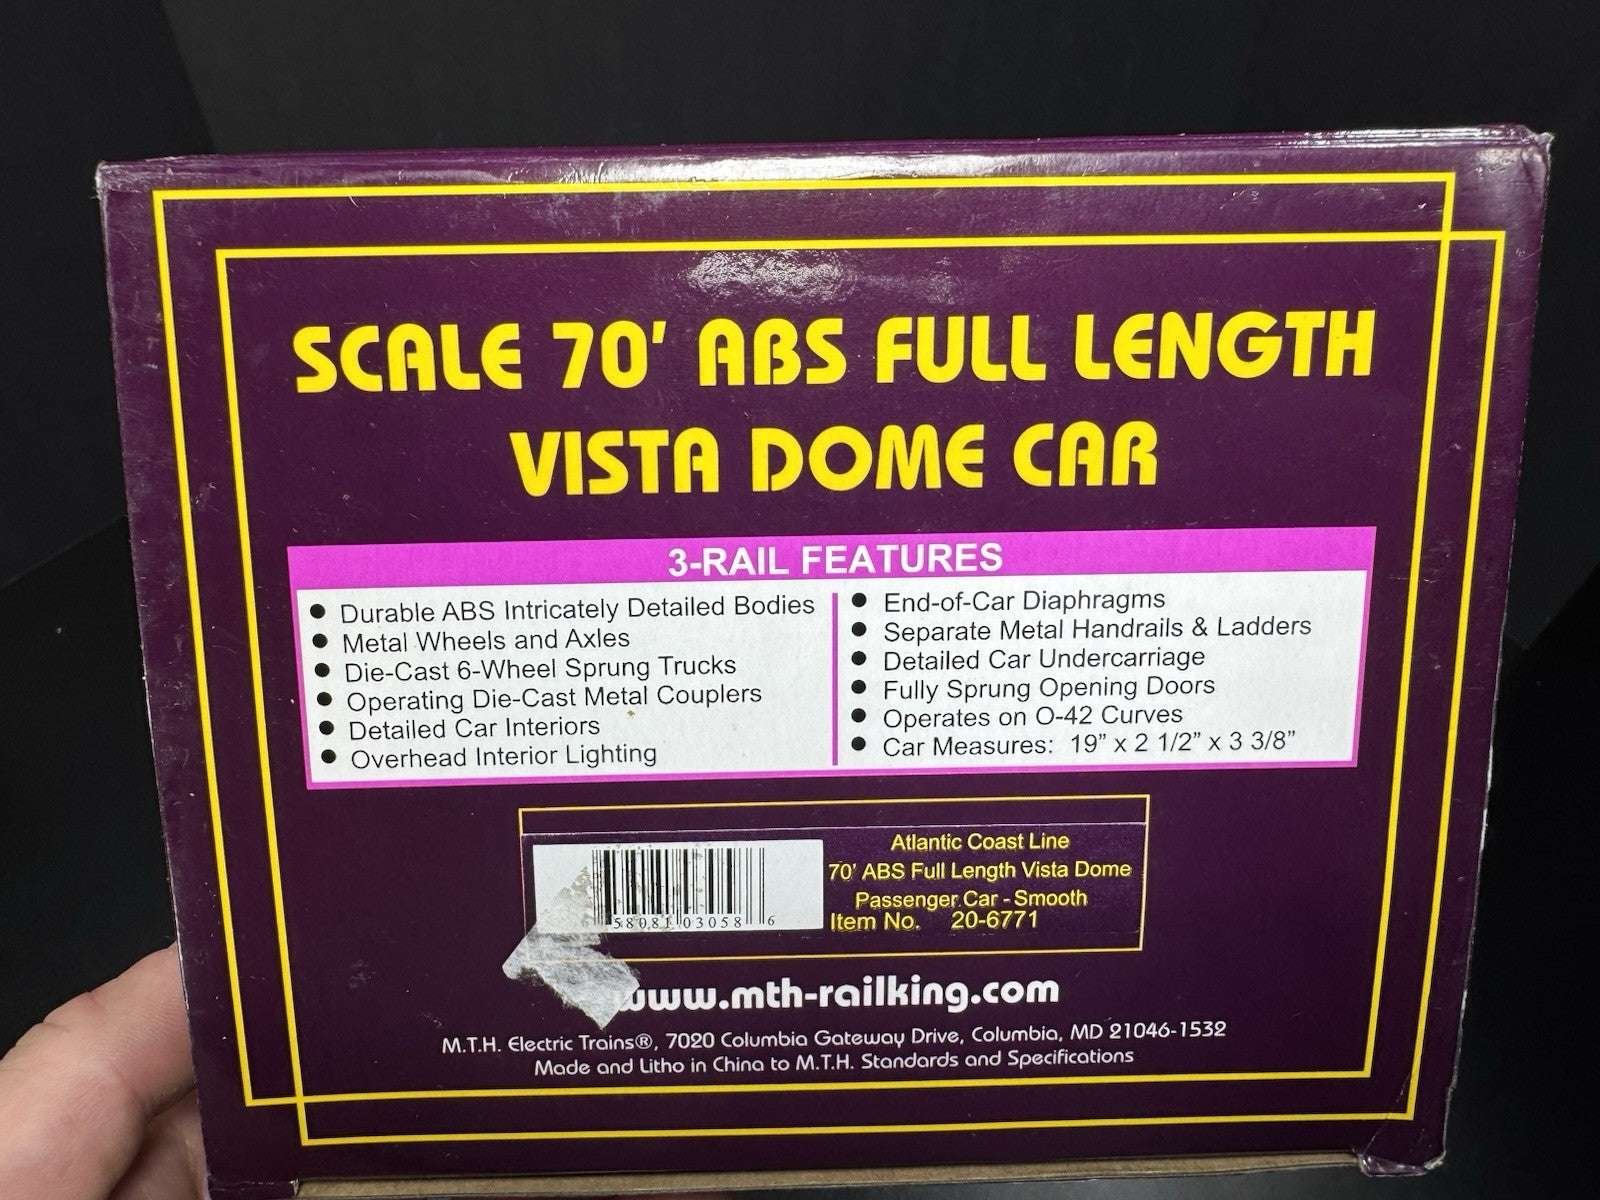 SCALE 70' ABS FULL LENGTH
VISTA DOME CAR
3-RAIL FEATURES
● Durable ABS Intricately Detailed Bodies
● Metal Wheels and Axles
● Die-Cast 6-Wheel Sprung Trucks
● Operating Die-Cast Metal Couplers
● Detailed Car Interiors
● Overhead Interior Lighting
● End-of-Car Diaphragms
● Separate Metal Handrails & Ladders
● Detailed Car Undercarriage
● Fully Sprung Opening Doors
● Operates on O-42 Curves
● Car Measures: 19" x 2 1/2" x 3 3/8"
6 58081 03058 6
Atlantic Coast Line
70' ABS Full Length Vista Dome
Passenger Car - Smooth
Item No. 20-6771
www.mth-railking.com
M.T.H. Electric Trains®, 7020 Columbia Gateway Drive, Columbia, MD 21046-1532
Made and Litho in China to M.T.H. Standards and Specifications